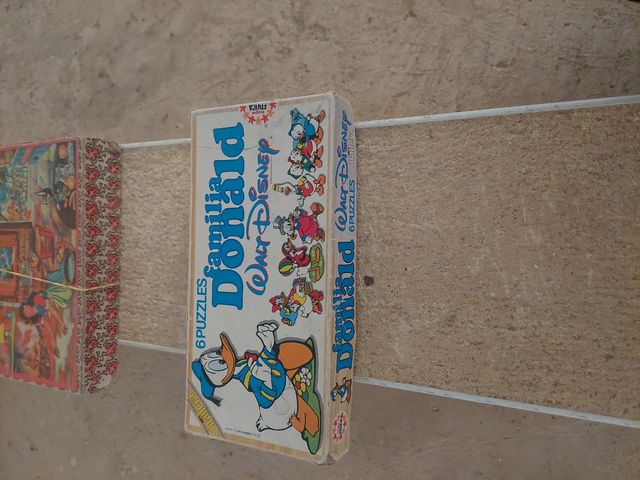 6 PUZZLES
familia
Donald
WALT DISNEY
familia
Donald
WALT DISNEY
6 PUZZLES